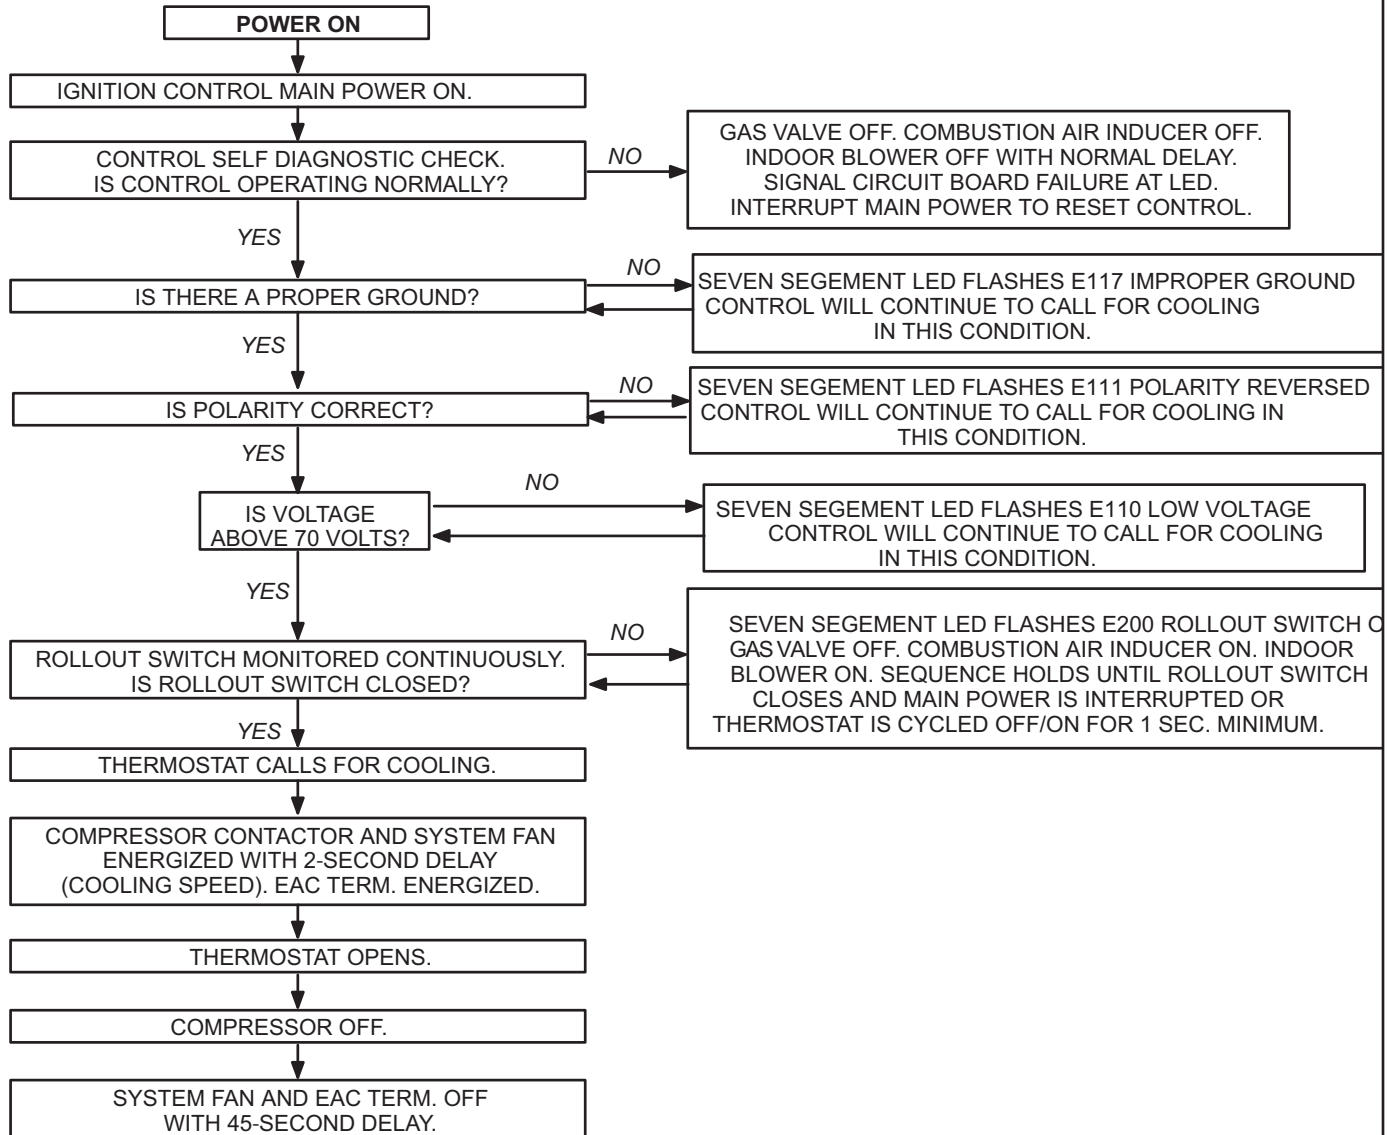 POWER ON
IGNITION CONTROL MAIN POWER ON.
CONTROL SELF DIAGNOSTIC CHECK.
IS CONTROL OPERATING NORMALLY?
NO
GAS VALVE OFF. COMBUSTION AIR INDUCER OFF.
INDOOR BLOWER OFF WITH NORMAL DELAY.
SIGNAL CIRCUIT BOARD FAILURE AT LED.
INTERRUPT MAIN POWER TO RESET CONTROL.
YES
IS THERE A PROPER GROUND?
NO
SEVEN SEGEMENT LED FLASHES E117 IMPROPER GROUND
CONTROL WILL CONTINUE TO CALL FOR COOLING
IN THIS CONDITION.
YES
IS POLARITY CORRECT?
NO
SEVEN SEGEMENT LED FLASHES E111 POLARITY REVERSED
CONTROL WILL CONTINUE TO CALL FOR COOLING IN
THIS CONDITION.
YES
IS VOLTAGE
ABOVE 70 VOLTS?
NO
SEVEN SEGEMENT LED FLASHES E110 LOW VOLTAGE
CONTROL WILL CONTINUE TO CALL FOR COOLING
IN THIS CONDITION.
YES
ROLLOUT SWITCH MONITORED CONTINUOUSLY.
IS ROLLOUT SWITCH CLOSED?
NO
SEVEN SEGEMENT LED FLASHES E200 ROLLOUT SWITCH
GAS VALVE OFF. COMBUSTION AIR INDUCER ON. INDOOR
BLOWER ON. SEQUENCE HOLDS UNTIL ROLLOUT SWITCH
CLOSES AND MAIN POWER IS INTERRUPTED OR
THERMOSTAT IS CYCLED OFF/ON FOR 1 SEC. MINIMUM.
YES
THERMOSTAT CALLS FOR COOLING.
COMPRESSOR CONTACTOR AND SYSTEM FAN
ENERGIZED WITH 2-SECOND DELAY
(COOLING SPEED). EAC TERM. ENERGIZED.
THERMOSTAT OPENS.
COMPRESSOR OFF.
SYSTEM FAN AND EAC TERM. OFF
WITH 45-SECOND DELAY.